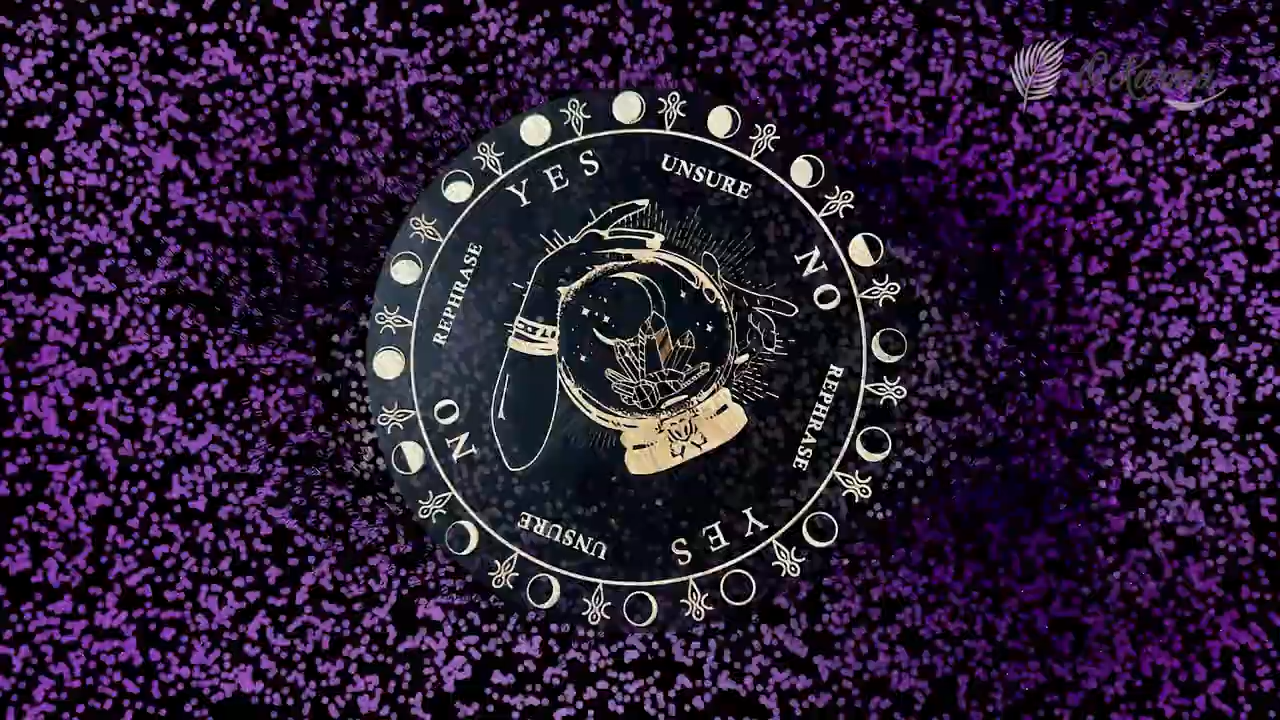 YES
UNSURE
NO
REPHRASE
YES
UNSURE
NO
REPHRASE